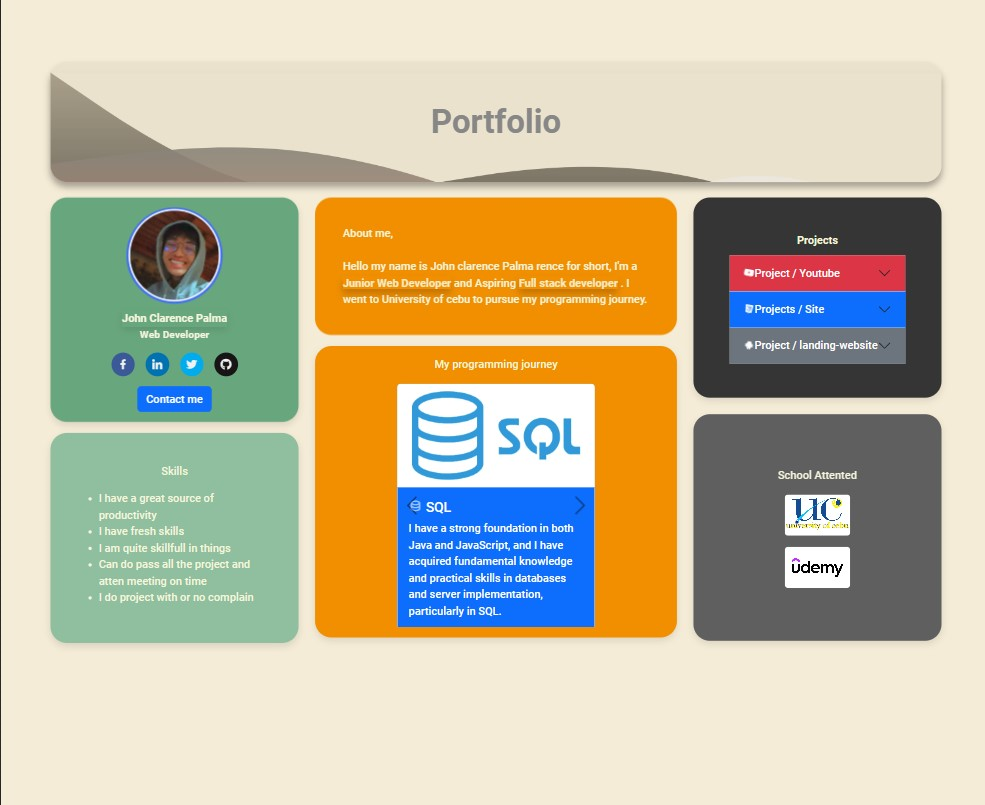 Portfolio
John Clarence Palma
Web Developer
Contact me
Skills
I have a great source of
productivity
I have fresh skills
I am quite skillfull in things
Can do pass all the project and
atten meeting on time
I do project with or no complain
About me,
Hello my name is John clarence Palma rence for short, I'm a
Junior Web Developer and Aspiring Full stack developer . I
went to University of cebu to pursue my programming journey.
My programming journey
SQL
SQL
I have a strong foundation in both
Java and JavaScript, and I have
acquired fundamental knowledge
and practical skills in databases
and server implementation,
particularly in SQL.
Projects
Project / Youtube
Projects / Site
Project / landing-website
School Attented
UC
university of cebu
ûdemy